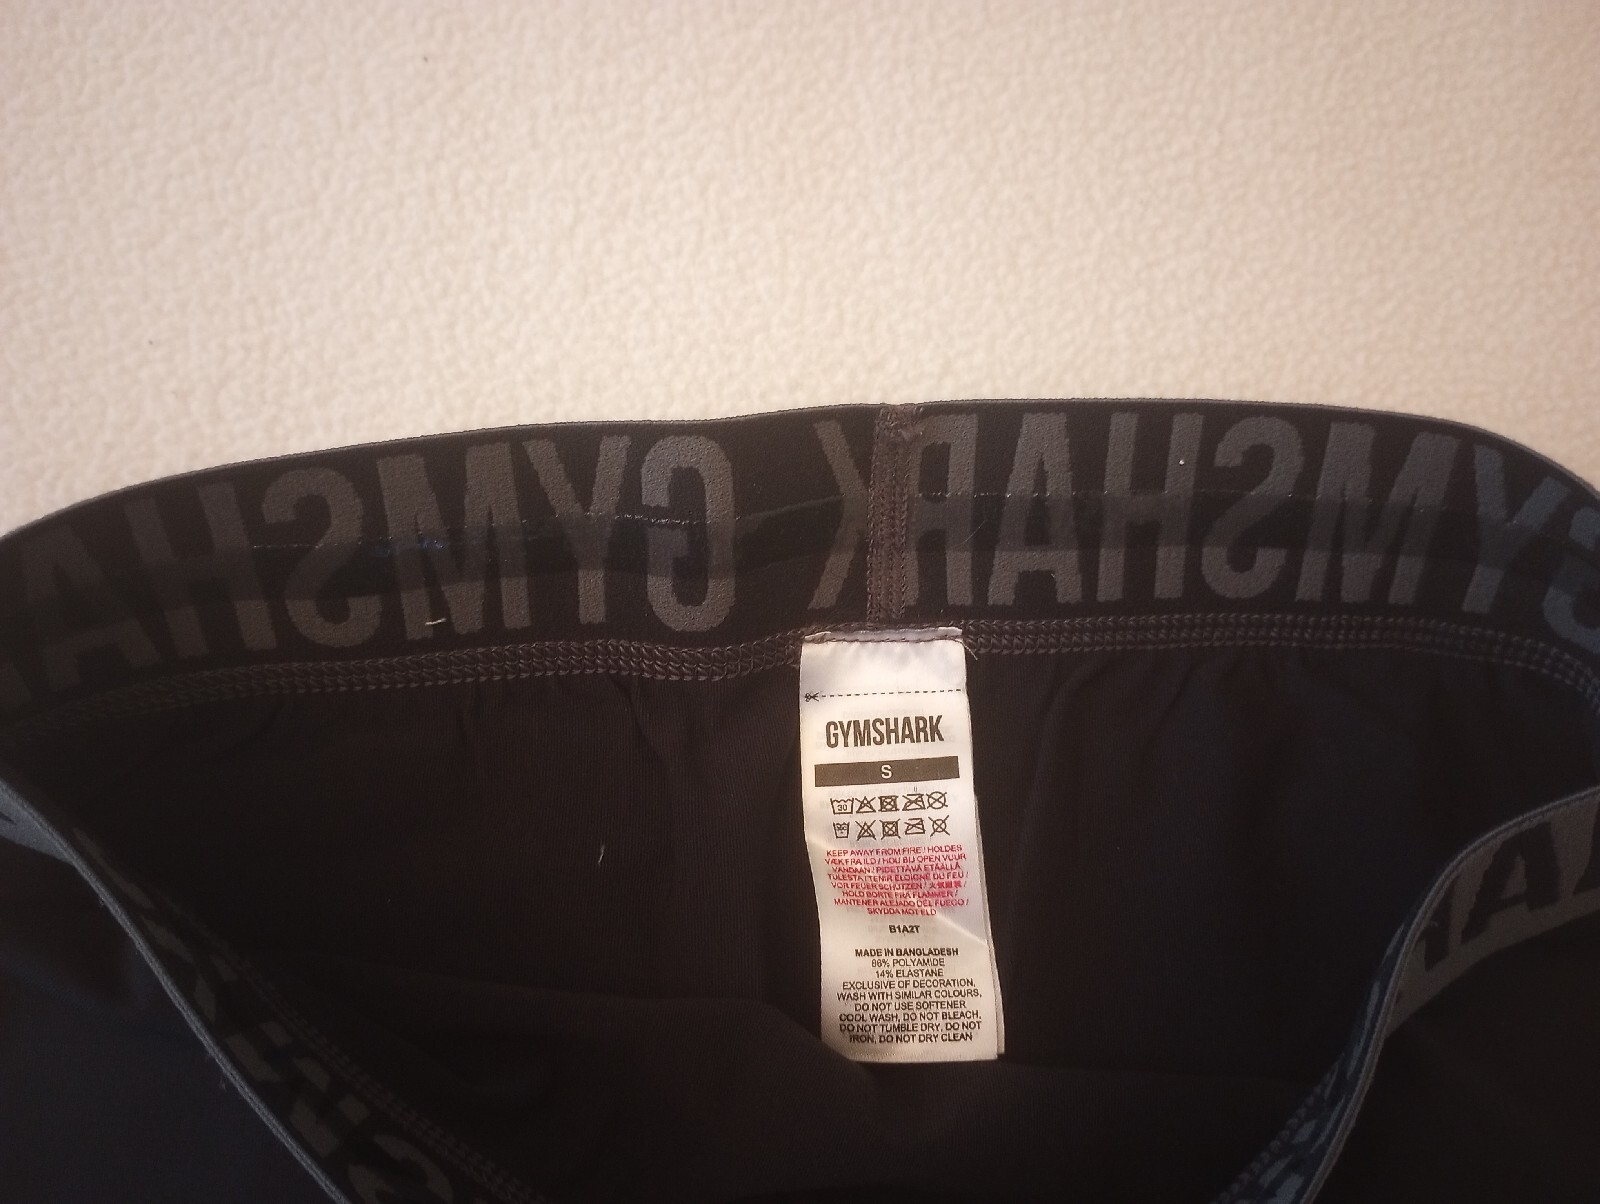 GYMSHARK GYMSHARK
GYMSHARK
S
30
30
KEEP AWAY FROM FIRE / HOLDES
VÆK FRA ILD / HOU BIJ OPEN VUUR
VANDAAN / PIDETTÄVÄ ETÄÄLLÄ
TULESTA / TENIR ÉLOIGNÉ DU FEU /
VOR FEUER SCHÜTZEN /
HOLD BORTE FRA FLAMMER /
MANTENER ALEJADO DEL FUEGO /
SKYDDA MOT ELD
B1A2T
MADE IN BANGLADESH
86% POLYAMIDE
14% ELASTANE
EXCLUSIVE OF DECORATION,
WASH WITH SIMILAR COLOURS,
DO NOT USE SOFTENER
COOL WASH, DO NOT BLEACH,
DO NOT TUMBLE DRY, DO NOT
IRON, DO NOT DRY CLEAN